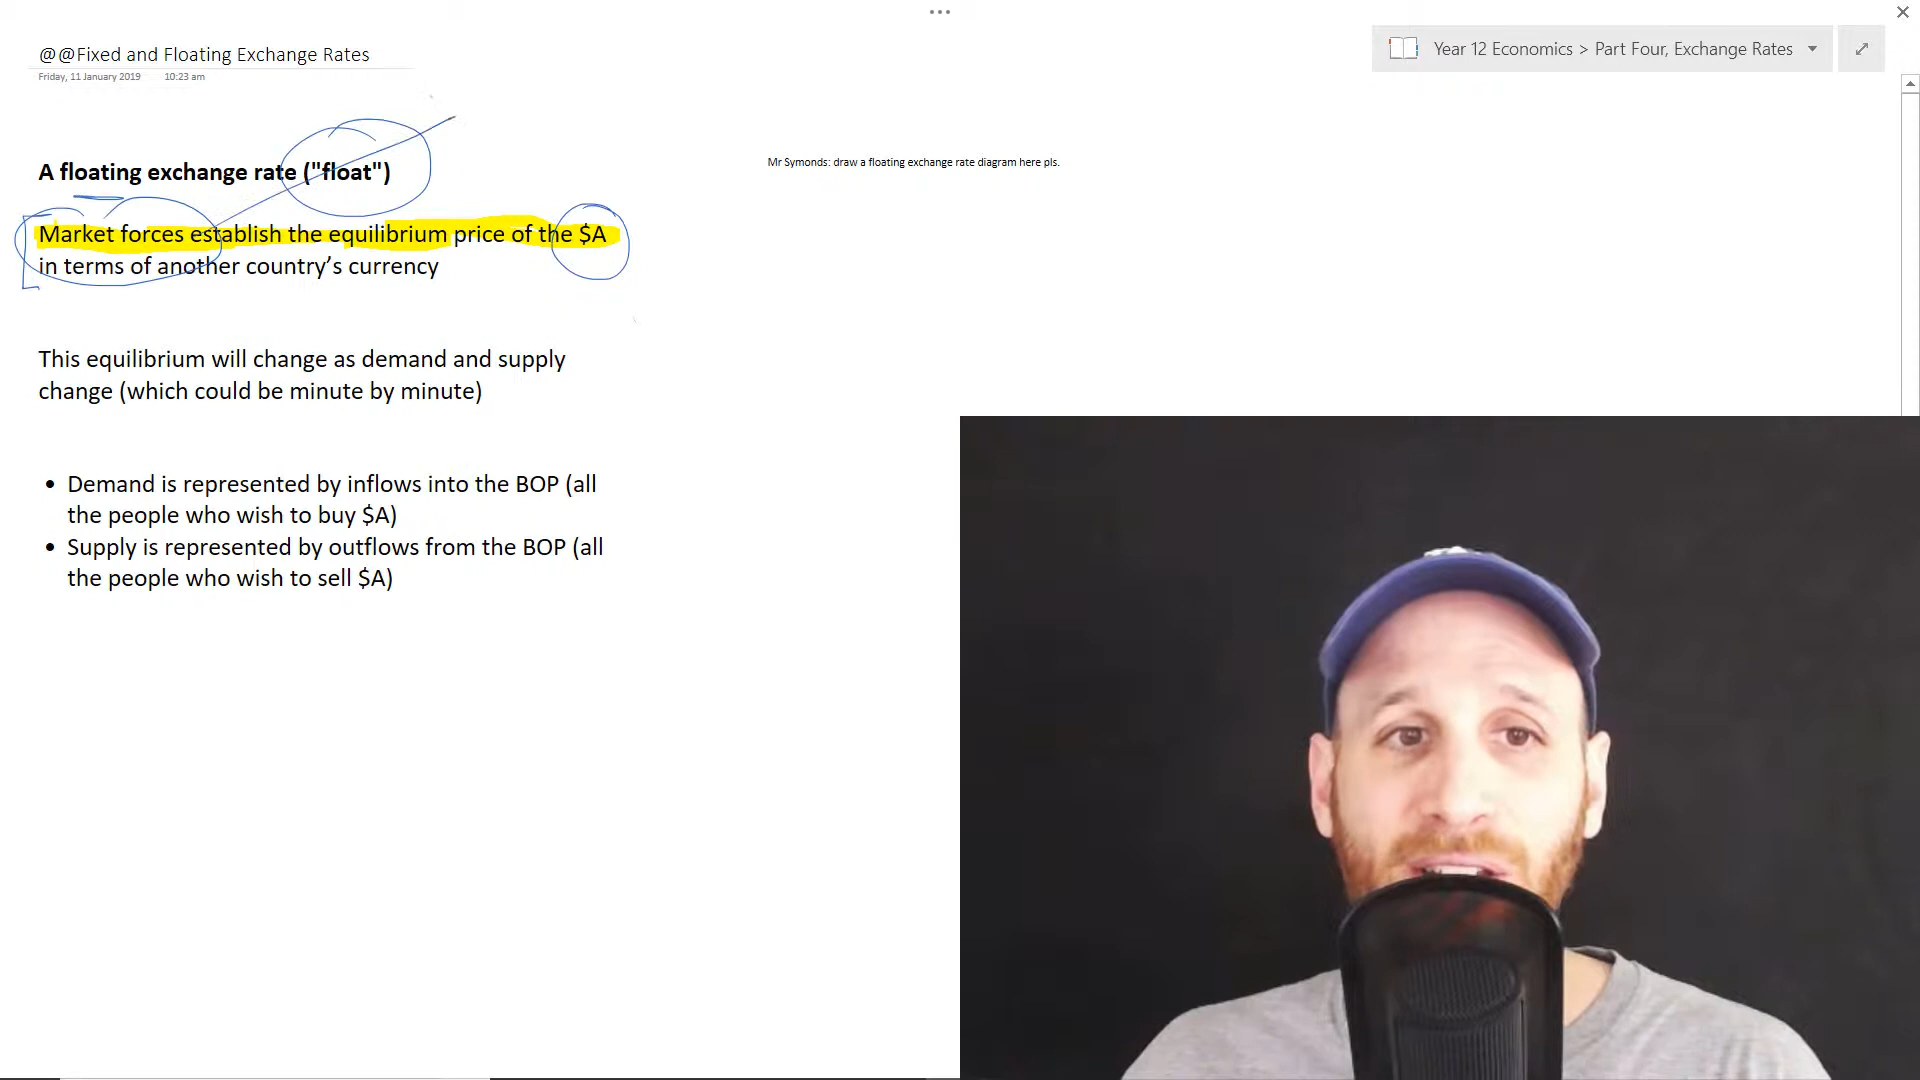 @@Fixed and Floating Exchange Rates
Friday, 11 January 2019 10:23 am
Year 12 Economics > Part Four, Exchange Rates
A floating exchange rate ("float")
Mr Symonds: draw a floating exchange rate diagram here pls.
Market forces establish the equilibrium price of the $A
in terms of another country’s currency
This equilibrium will change as demand and supply
change (which could be minute by minute)
• Demand is represented by inflows into the BOP (all
the people who wish to buy $A)
• Supply is represented by outflows from the BOP (all
the people who wish to sell $A)